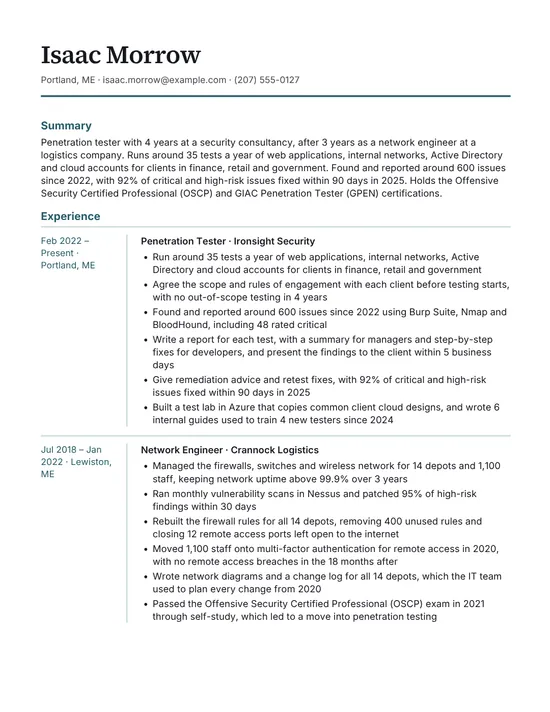 Isaac Morrow
Portland, ME · isaac.morrow@example.com · (207) 555-0127
Summary
Penetration tester with 4 years at a security consultancy, after 3 years as a network engineer at a
logistics company. Runs around 35 tests a year of web applications, internal networks, Active Directory
and cloud accounts for clients in finance, retail and government. Found and reported around 600 issues
since 2022, with 92% of critical and high-risk issues fixed within 90 days in 2025. Holds the Offensive
Security Certified Professional (OSCP) and GIAC Penetration Tester (GPEN) certifications.
Experience
Feb 2022 –
Present ·
Portland, ME
Penetration Tester · Ironsight Security
• Run around 35 tests a year of web applications, internal networks, Active
Directory and cloud accounts for clients in finance, retail and government
• Agree the scope and rules of engagement with each client before testing starts,
with no out-of-scope testing in 4 years
• Found and reported around 600 issues since 2022 using Burp Suite, Nmap and
BloodHound, including 48 rated critical
• Write a report for each test, with a summary for managers and step-by-step
fixes for developers, and present the findings to the client within 5 business
days
• Give remediation advice and retest fixes, with 92% of critical and high-risk
issues fixed within 90 days in 2025
• Built a test lab in Azure that copies common client cloud designs, and wrote 6
internal guides used to train 4 new testers since 2024
Jul 2018 – Jan
2022 · Lewiston,
ME
Network Engineer · Crannock Logistics
• Managed the firewalls, switches and wireless network for 14 depots and 1,100
staff, keeping network uptime above 99.9% over 3 years
• Ran monthly vulnerability scans in Nessus and patched 95% of high-risk
findings within 30 days
• Rebuilt the firewall rules for all 14 depots, removing 400 unused rules and
closing 12 remote access ports left open to the internet
• Moved 1,100 staff onto multi-factor authentication for remote access in 2020,
with no remote access breaches in the 18 months after
• Wrote network diagrams and a change log for all 14 depots, which the IT team
used to plan every change from 2020
• Passed the Offensive Security Certified Professional (OSCP) exam in 2021
through self-study, which led to a move into penetration testing